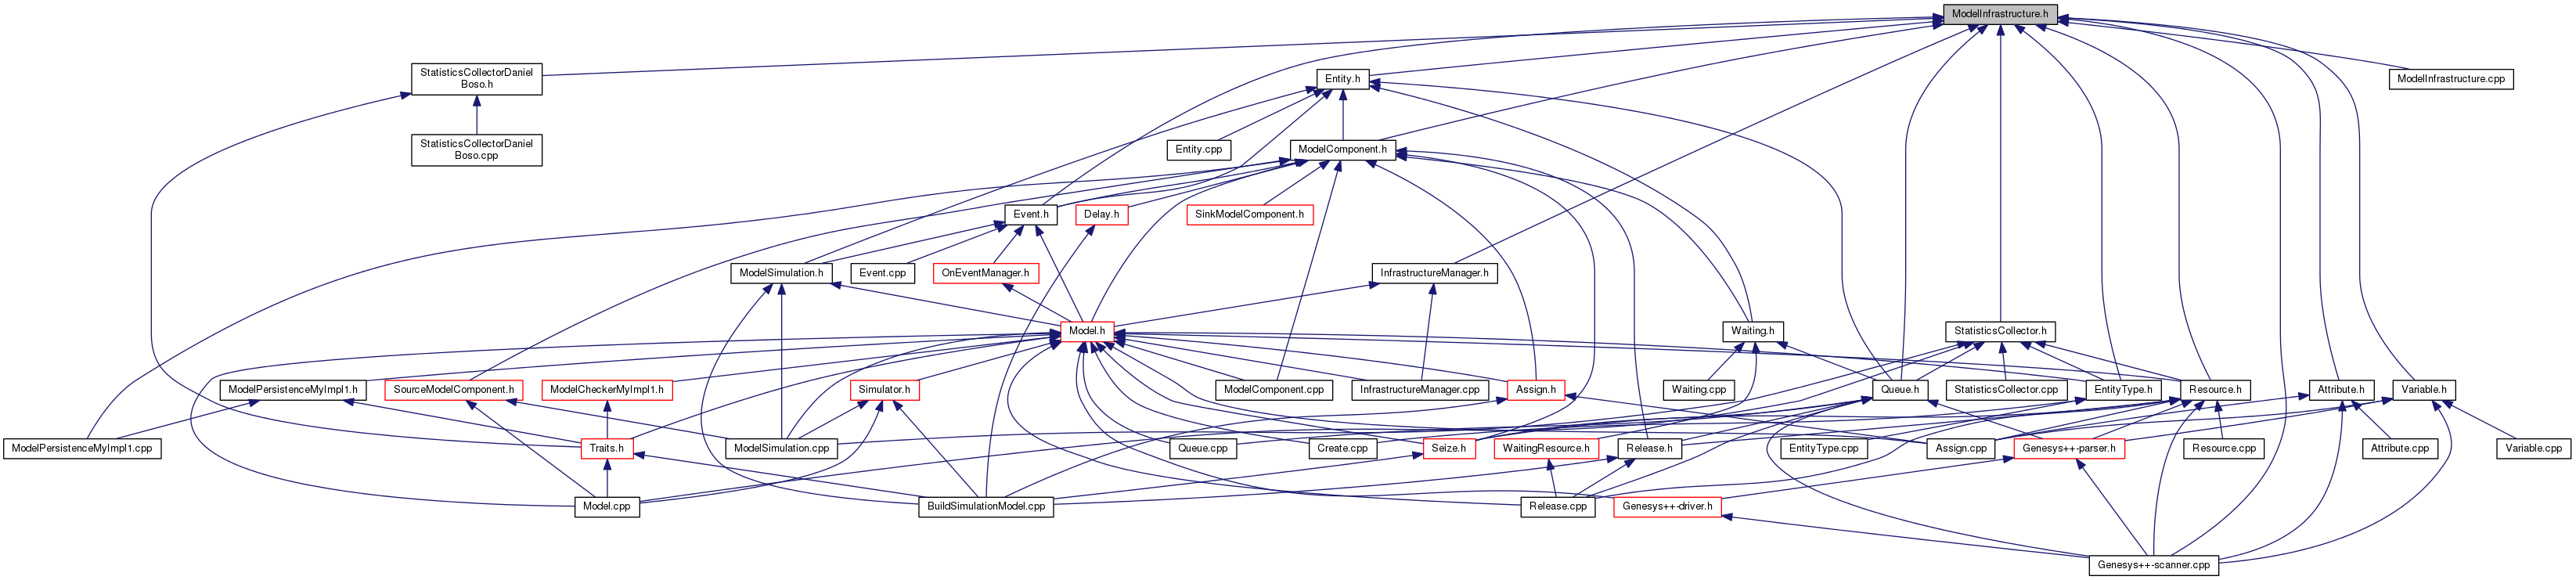 ModelInfrastructure.h
StatisticsCollectorDaniel
Boso.h
Entity.h
ModelInfrastructure.cpp
StatisticsCollectorDaniel
Boso.cpp
Entity.cpp
ModelComponent.h
Event.h
Delay.h
SinkModelComponent.h
ModelSimulation.h
Event.cpp
OnEventManager.h
InfrastructureManager.h
Model.h
Waiting.h
StatisticsCollector.h
ModelPersistenceMyImpl1.h
SourceModelComponent.h
ModelCheckerMyImpl1.h
Simulator.h
ModelComponent.cpp
InfrastructureManager.cpp
Assign.h
Waiting.cpp
Queue.h
StatisticsCollector.cpp
EntityType.h
Resource.h
Attribute.h
Variable.h
ModelPersistenceMyImpl1.cpp
Traits.h
ModelSimulation.cpp
Queue.cpp
Create.cpp
Seize.h
WaitingResource.h
Release.h
EntityType.cpp
Assign.cpp
Genesys++-parser.h
Resource.cpp
Attribute.cpp
Variable.cpp
Model.cpp
BuildSimulationModel.cpp
Release.cpp
Genesys++-driver.h
Genesys++-scanner.cpp